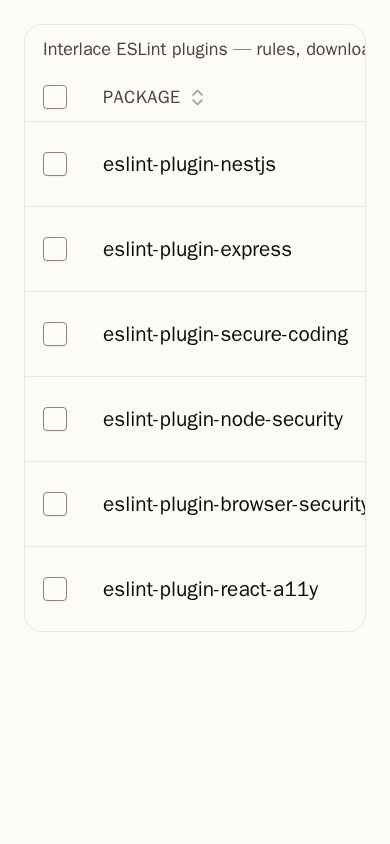 Interlace ESLint plugins — rules,
PACKAGE
eslint-plugin-nestjs
eslint-plugin-express
eslint-plugin-secure-coding
eslint-plugin-node-security
eslint-plugin-browser-security
eslint-plugin-react-a11y